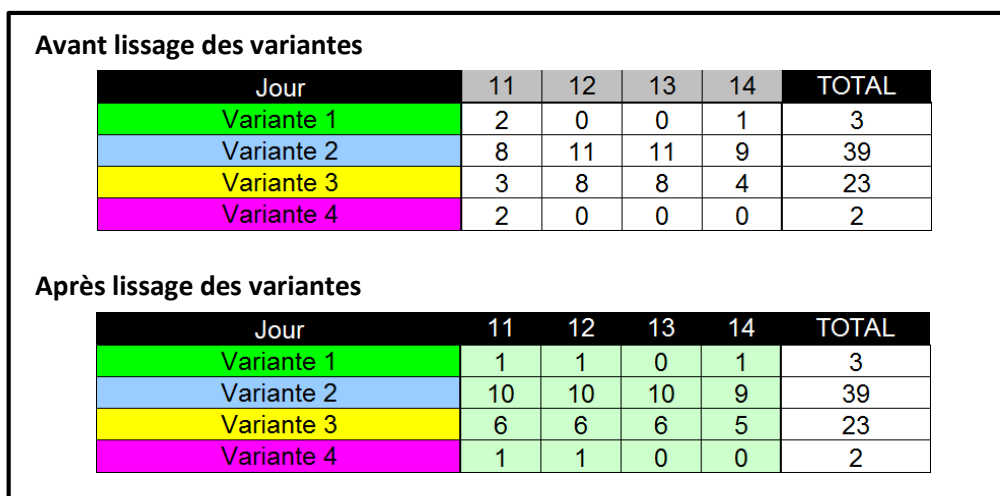 Avant lissage des variantes
Jour 11 12 13 14 TOTAL
Variante 1 2 0 0 1 3
Variante 2 8 11 11 9 39
Variante 3 3 8 8 4 23
Variante 4 2 0 0 0 2
Après lissage des variantes
Jour 11 12 13 14 TOTAL
Variante 1 1 1 0 1 3
Variante 2 10 10 10 9 39
Variante 3 6 6 6 5 23
Variante 4 1 1 0 0 2